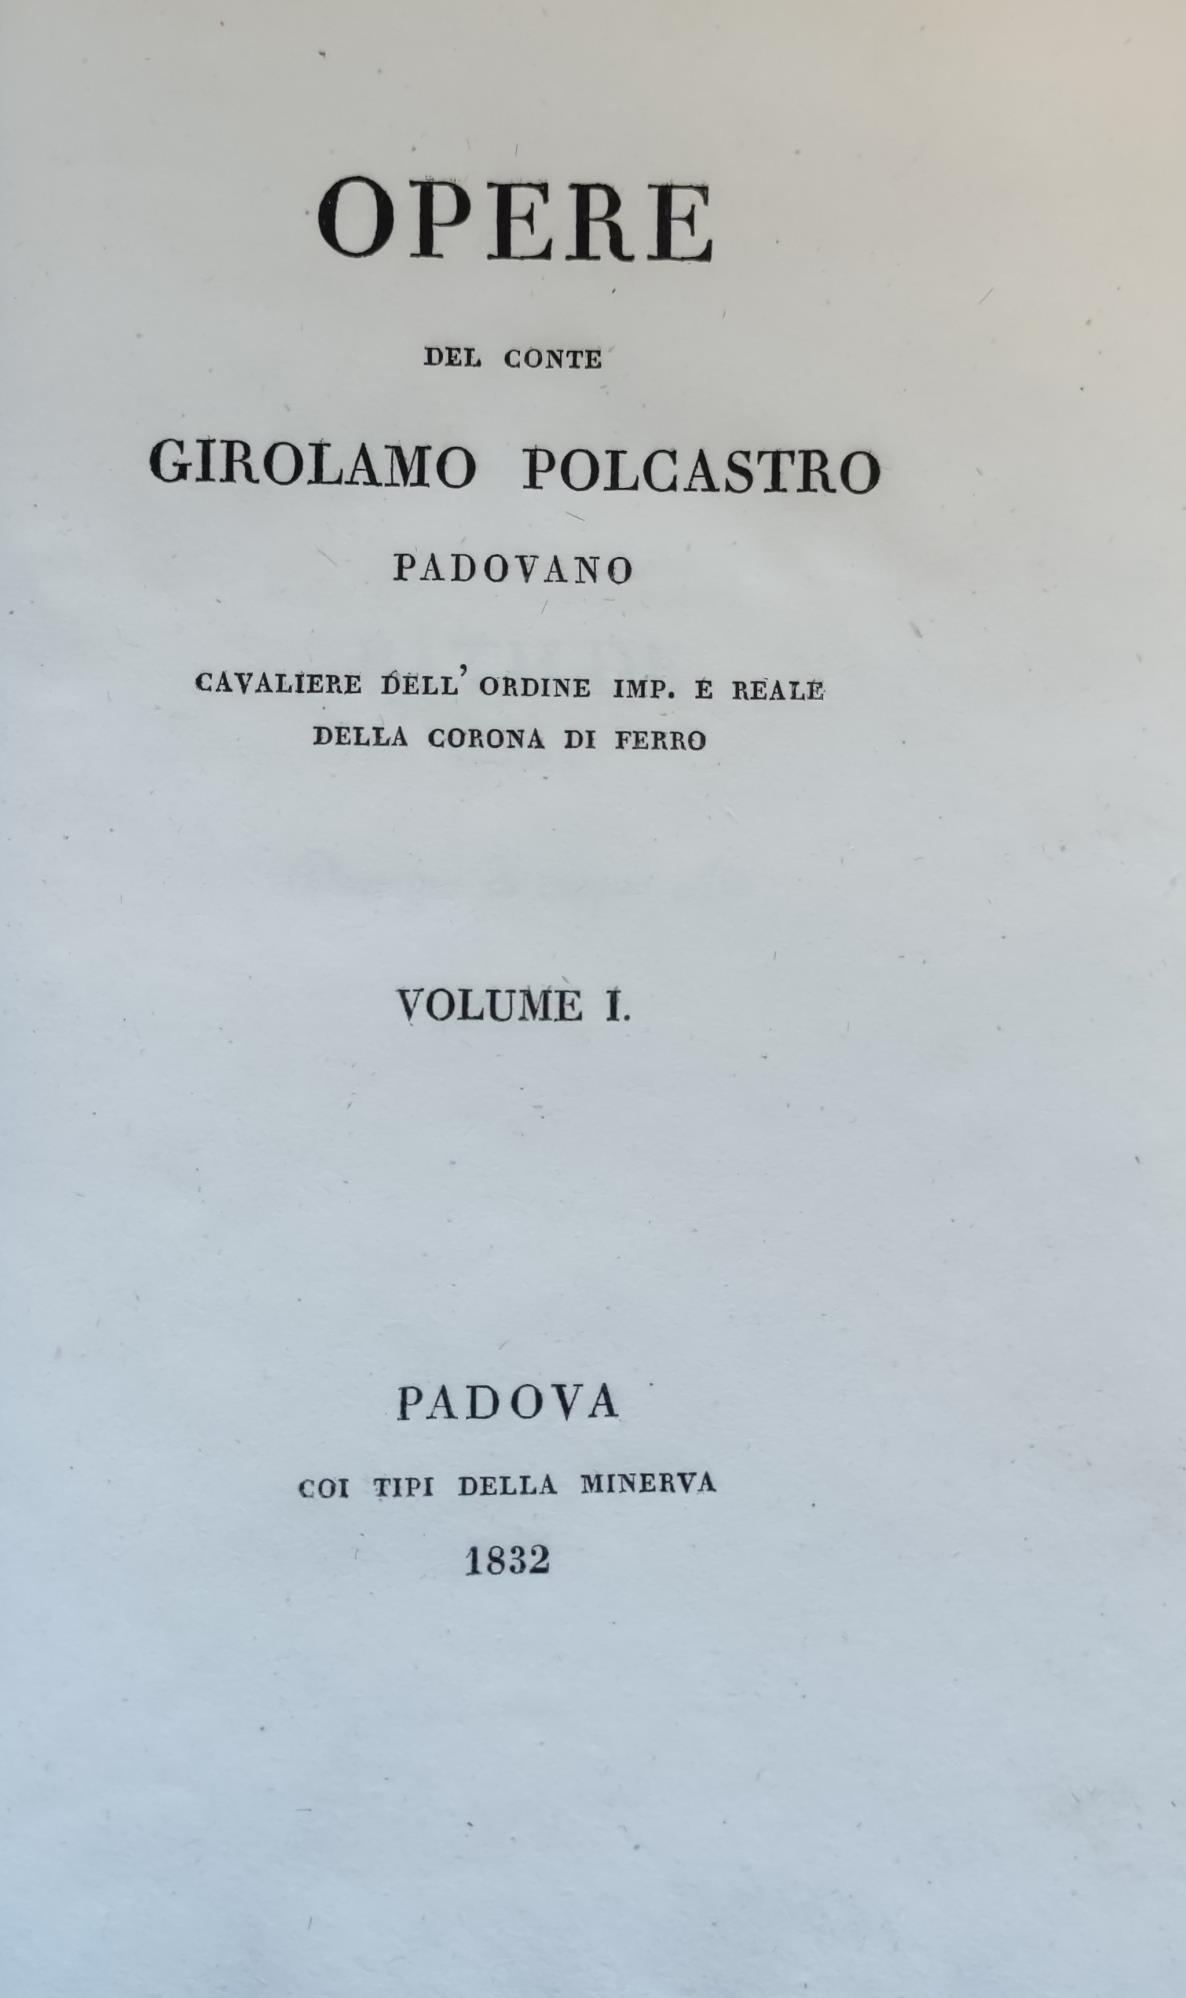 OPERE
DEL CONTE
GIROLAMO POLCASTRO
PADOVANO
CAVALIERE DELL' ORDINE IMP. E REALE
DELLA CORONA DI FERRO
VOLUME I.
PADOVA
COI TIPI DELLA MINERVA
1832